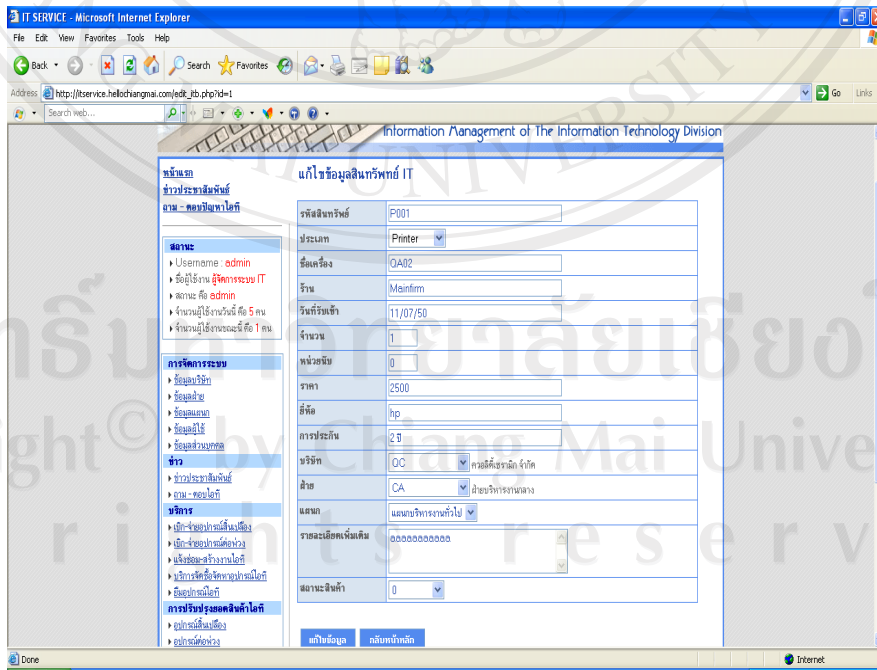 IT SERVICE - Microsoft Internet Explorer
File Edit View Favorites Tools Help
Back Search Favorites
Address http://itservice.hellochiangmai.com/edit_itb.php?id=1 Go Links
Search web...
Information Management of The Information Technology Division
หน้าแรก
ข่าวประชาสัมพันธ์
ถาม - ตอบปัญหาไอที
สถานะ
Username : admin
ชื่อผู้ใช้งาน ผู้จัดการระบบ IT
สถานะ คือ admin
จำนวนผู้ใช้งานวันนี้ คือ 5 คน
จำนวนผู้ใช้งานขณะนี้ คือ 1 คน
การจัดการระบบ
ข้อมูลบริษัท
ข้อมูลฝ่าย
ข้อมูลแผนก
ข้อมูลผู้ใช้
ข้อมูลส่วนบุคคล
ข่าว
ข่าวประชาสัมพันธ์
ถาม - ตอบไอที
บริการ
เบิก-จ่ายอุปกรณ์สิ้นเปลือง
เบิก-จ่ายอุปกรณ์ต่อพ่วง
แจ้งซ่อม-สร้างงานไอที
บริการจัดซื้อจัดหาอุปกรณ์ไอที
ยืมอุปกรณ์ไอที
การปรับปรุงยอดสินค้าไอที
อุปกรณ์สิ้นเปลือง
อุปกรณ์ต่อพ่วง
แก้ไขข้อมูลสินทรัพย์ IT
รหัสสินทรัพย์ P001
ประเภท Printer
ชื่อเครื่อง OA02
ร้าน Mainfirm
วันที่รับเข้า 11/07/50
จำนวน 1
หน่วยนับ 0
ราคา 2500
ยี่ห้อ hp
การประกัน 2 ปี
บริษัท QC ควอลิตี้เซรามิก จำกัด
ฝ่าย CA ฝ่ายบริหารงานกลาง
แผนก แผนกบริหารงานทั่วไป
รายละเอียดเพิ่มเติม aaaaaaaaaaa
สถานะสินค้า 0
แก้ไขข้อมูล กลับหน้าหลัก
Done Internet